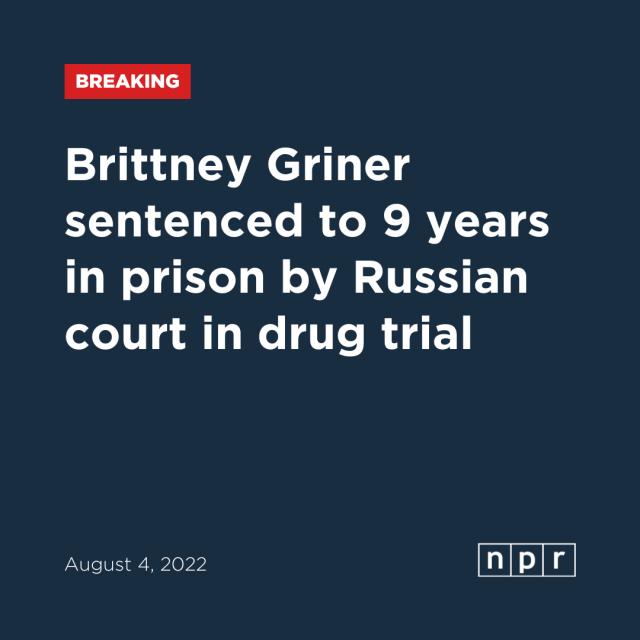 BREAKING
Brittney Griner
sentenced to 9 years
in prison by Russian
court in drug trial
August 4, 2022
npr